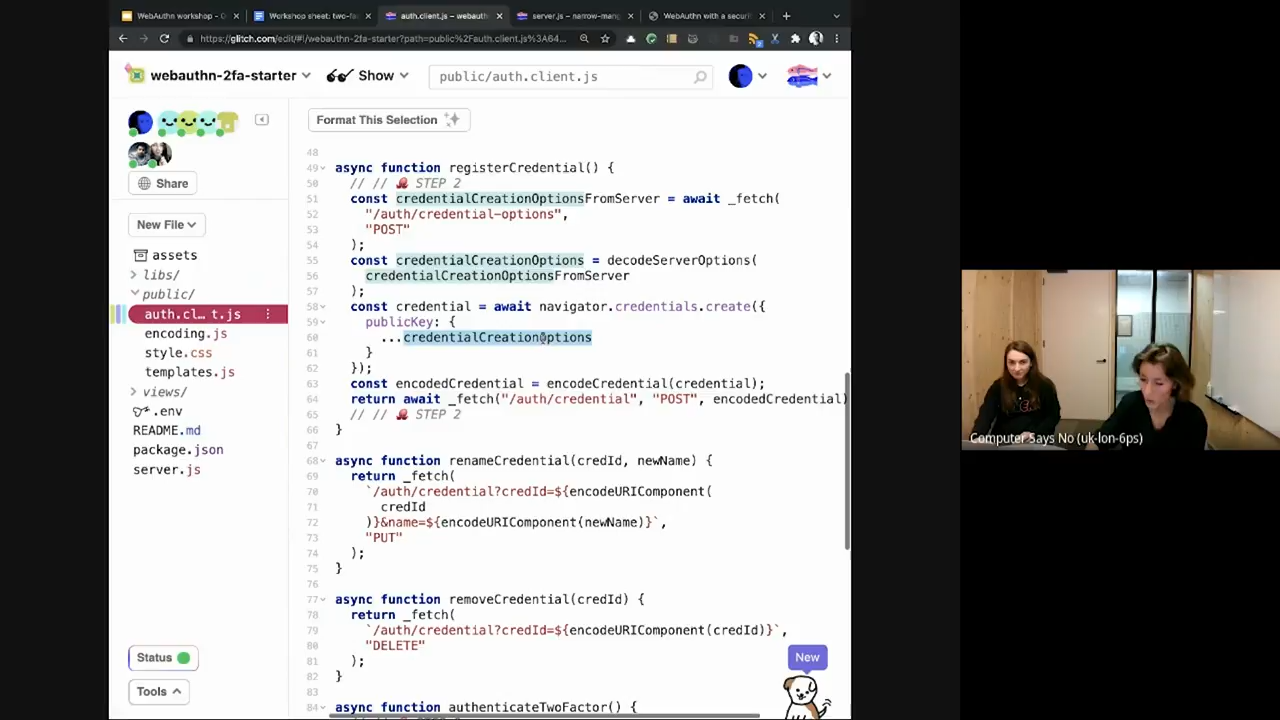 WebAuthn workshop - G
Workshop sheet: two-fa
auth.client.js – webauth
server.js – narrow-mang
WebAuthn with a securi
https://glitch.com/edit/#!/webauthn-2fa-starter?path=public%2Fauth.client.js%3A64...
webauthn-2fa-starter
Show
public/auth.client.js
Share
New File
assets
libs/
public/
auth.cl… t.js
encoding.js
style.css
templates.js
views/
.env
README.md
package.json
server.js
Status
Tools
Format This Selection
48
49 async function registerCredential() {
50 // // STEP 2
51 const credentialCreationOptionsFromServer = await _fetch(
52 "/auth/credential-options",
53 "POST"
54 );
55 const credentialCreationOptions = decodeServerOptions(
56 credentialCreationOptionsFromServer
57 );
58 const credential = await navigator.credentials.create({
59 publicKey: {
60 ...credentialCreationOptions
61 }
62 });
63 const encodedCredential = encodeCredential(credential);
64 return await _fetch("/auth/credential", "POST", encodedCredential)
65 // // STEP 2
66 }
67
68 async function renameCredential(credId, newName) {
69 return _fetch(
70 `/auth/credential?credId=${encodeURIComponent(
71 credId
72 )}&name=${encodeURIComponent(newName)}`,
73 "PUT"
74 );
75 }
76
77 async function removeCredential(credId) {
78 return _fetch(
79 `/auth/credential?credId=${encodeURIComponent(credId)}`,
80 "DELETE"
81 );
82 }
83
84 async function authenticateTwoFactor() {
New
Computer Says No (uk-lon-6ps)